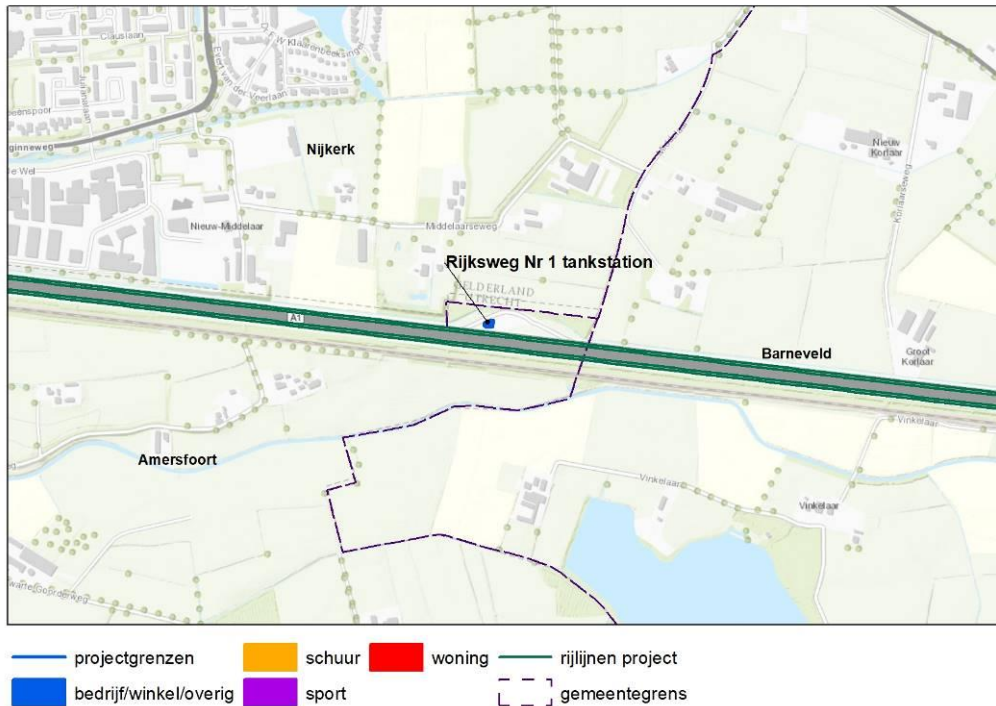 Clauslaan
Nijkerk
Nieuw-Middelaar
Middelaarseweg
Nieuw
Kortaar
Rijksweg Nr 1 tankstation
UTRECHT
A1
Barneveld
Groot
Kortaar
Vinkelaar
Amersfoort
Vinkelaar
Vinkelaar
projectgrenzen
schuur
woning
rijlijnen project
bedrijf/winkel/overig
sport
gemeentegrens